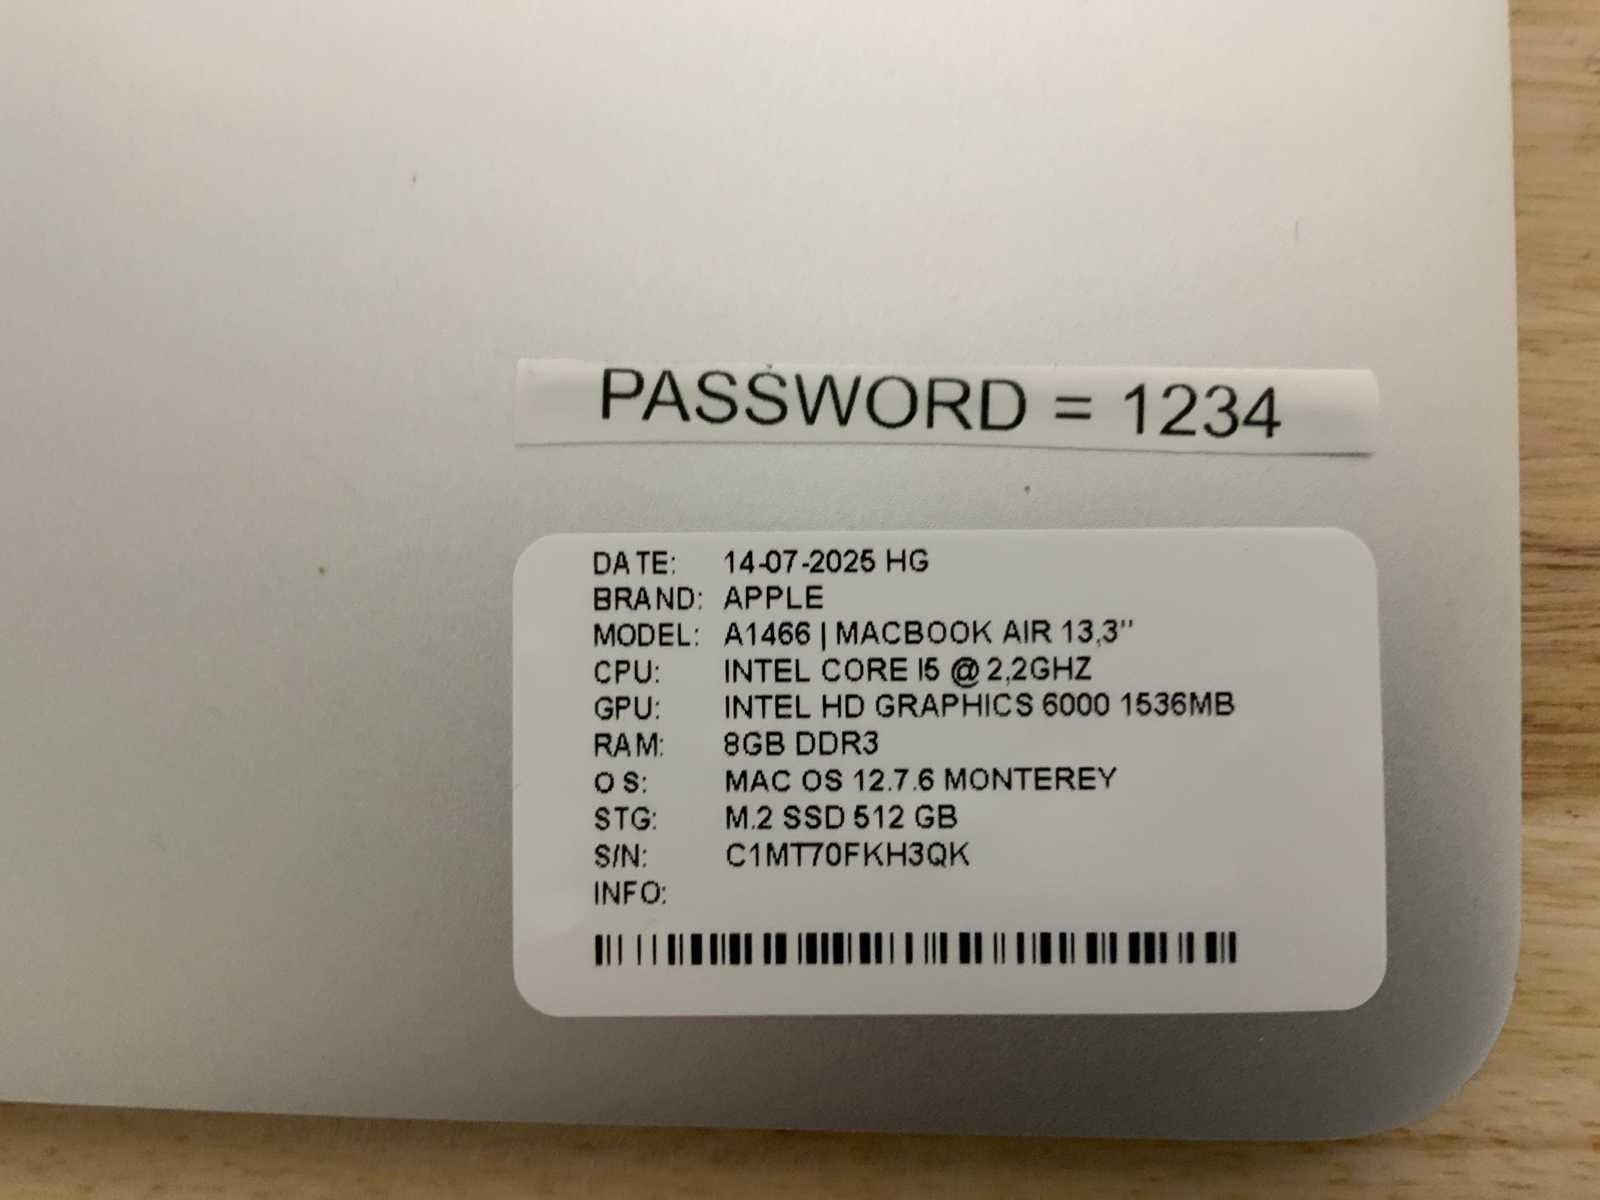 PASSWORD = 1234
DATE: 14-07-2025 HG
BRAND: APPLE
MODEL: A1466 | MACBOOK AIR 13,3"
CPU: INTEL CORE I5 @ 2,2GHZ
GPU: INTEL HD GRAPHICS 6000 1536MB
RAM: 8GB DDR3
OS: MAC OS 12.7.6 MONTEREY
STG: M.2 SSD 512 GB
S/N: C1MT70FKH3QK
INFO: